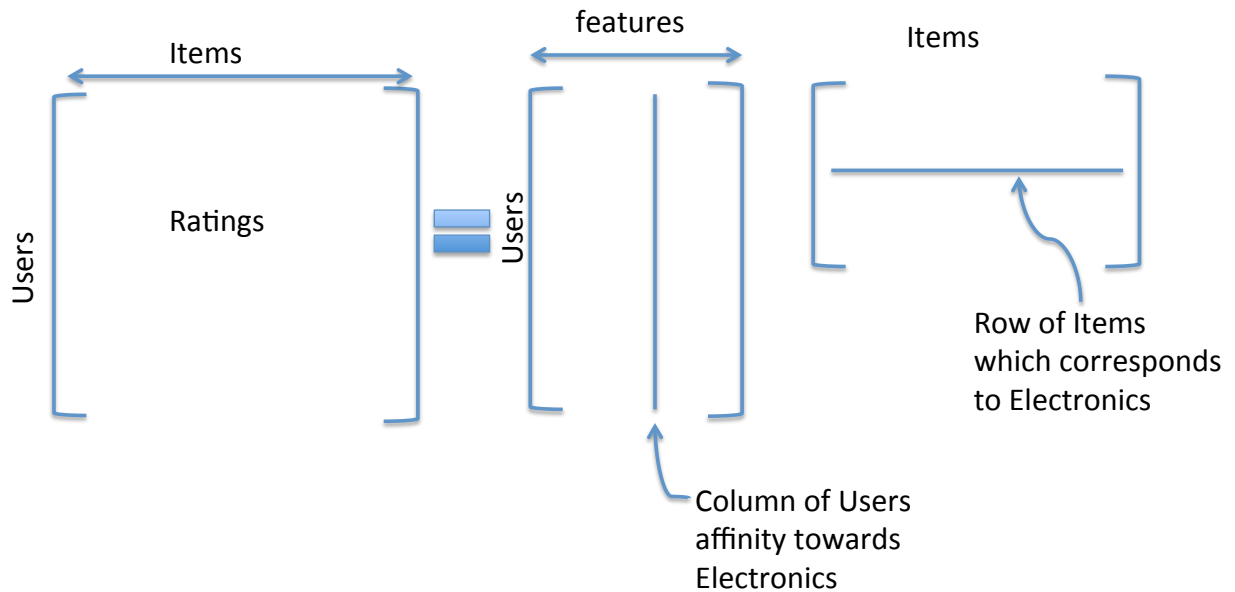 Items
Users
Ratings
features
Users
Items
Row of Items
which corresponds
to Electronics
Column of Users
affinity towards
Electronics